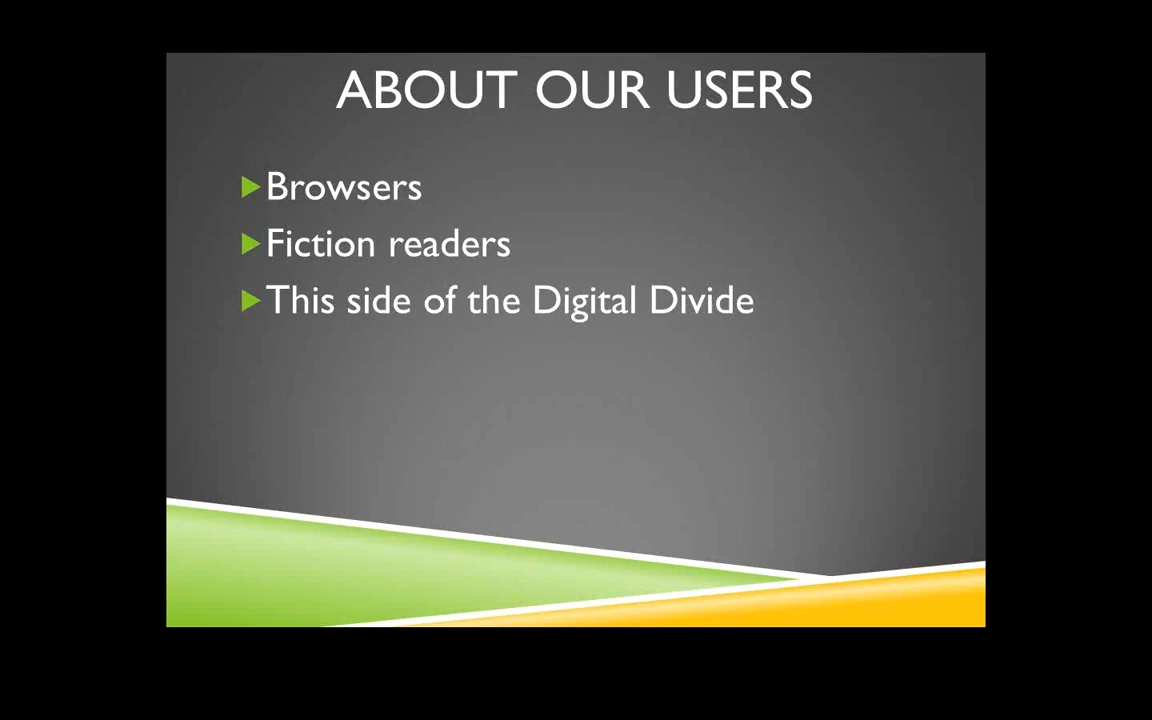 ABOUT OUR USERS
Browsers
Fiction readers
This side of the Digital Divide